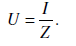 U = I/Z.